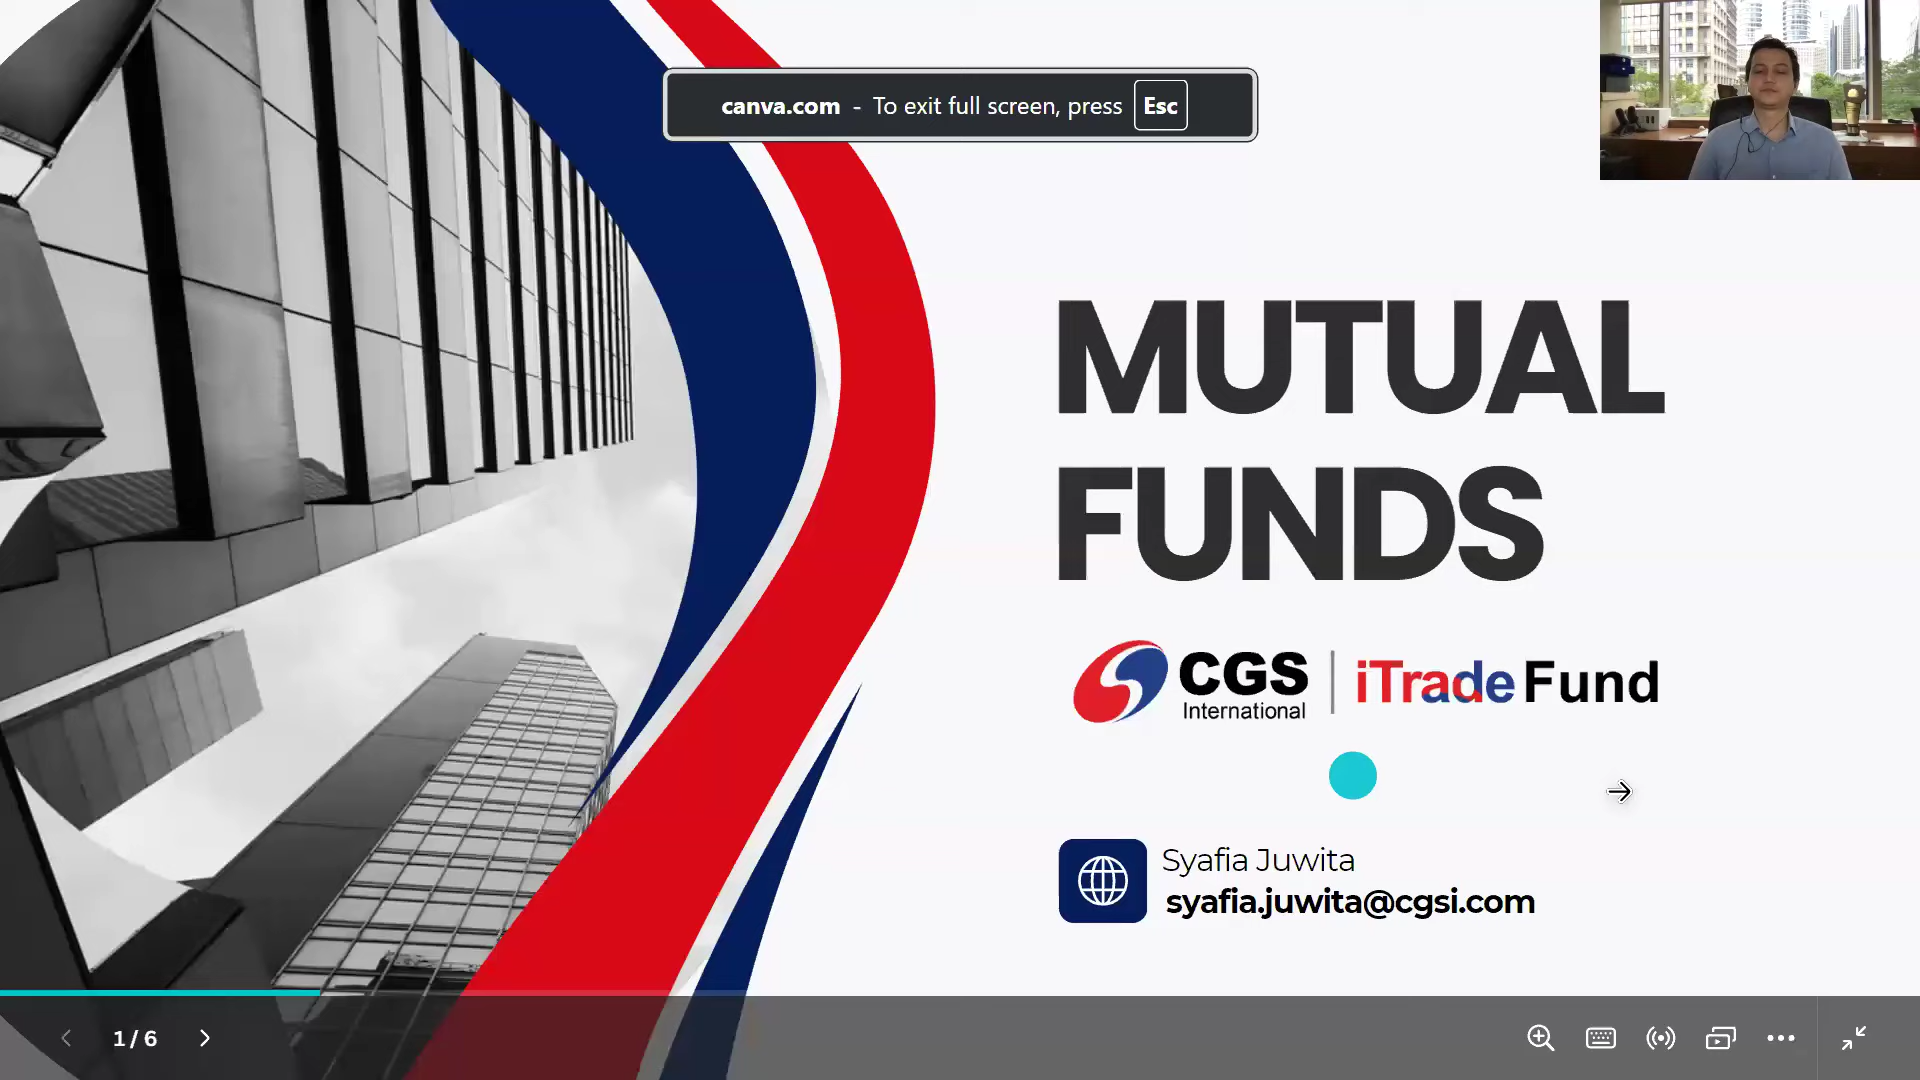 canva.com - To exit full screen, press Esc
MUTUAL
FUNDS
CGS
International
iTrade Fund
Syafia Juwita
syafia.juwita@cgsi.com
1 / 6